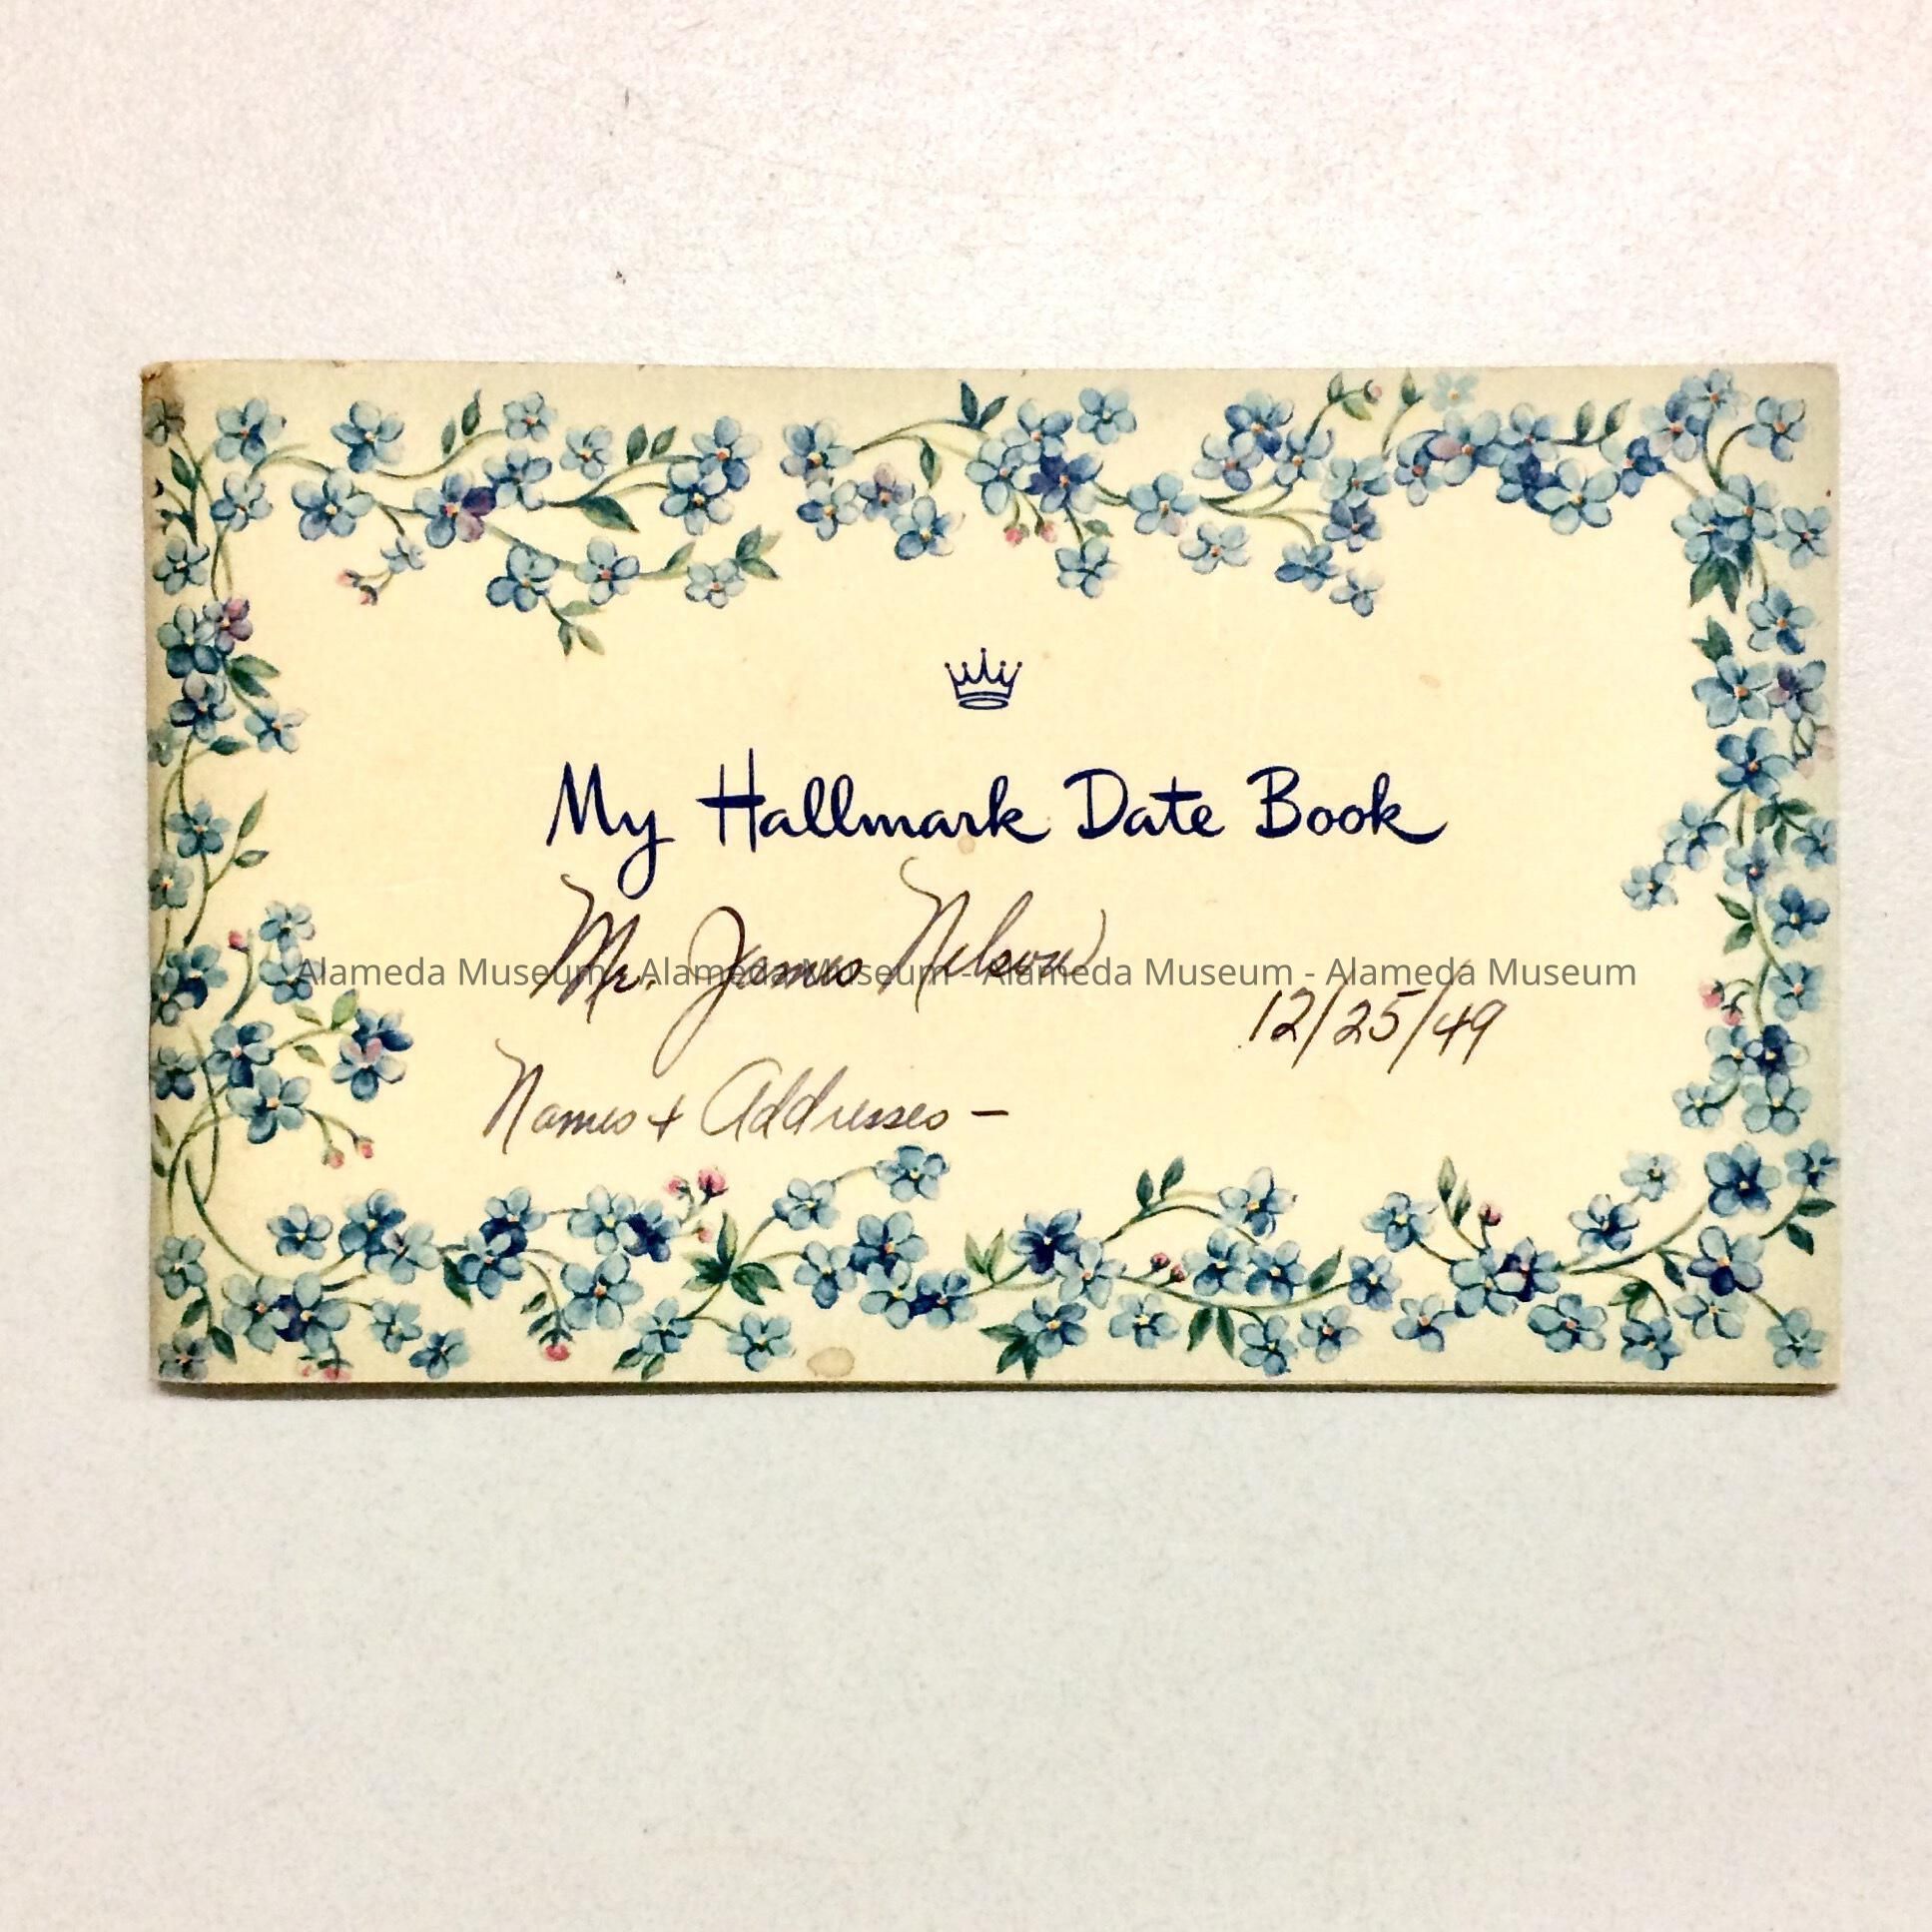 My Hallmark Date Book
Mr. James Nelson
Alameda Museum - Alameda Museum - Alameda Museum - Alameda Museum
12/25/49
Names + Addresses –